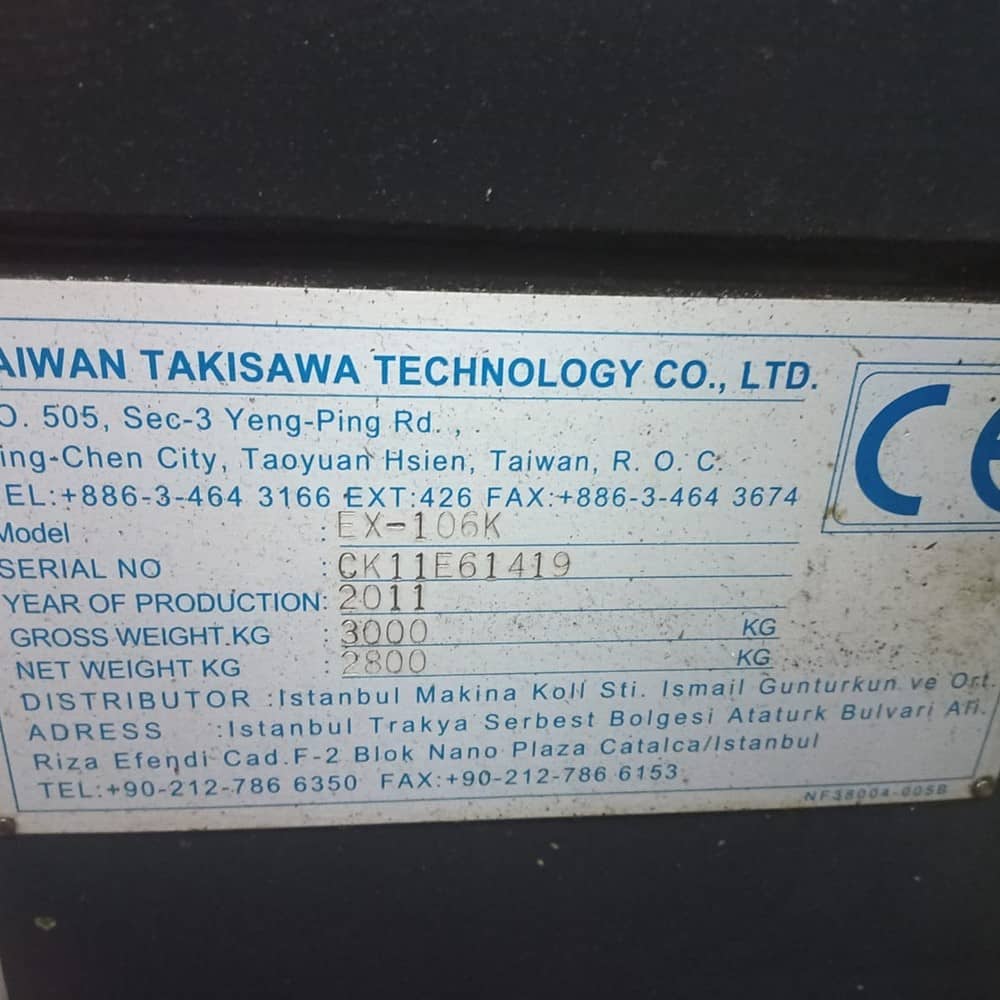 AIWAN TAKISAWA TECHNOLOGY CO., LTD.
O. 505, Sec-3 Yeng-Ping Rd. , .
ing-Chen City, Taoyuan Hsien, Taiwan, R. O. C.
EL:+886-3-464 3166 EXT:426 FAX:+886-3-464 3674
Model : EX-106K
SERIAL NO : CK11E61419
YEAR OF PRODUCTION: 2011
GROSS WEIGHT KG : 3000 KG
NET WEIGHT KG : 2800 KG
DISTRIBUTOR :Istanbul Makina Koll Sti. Ismail Gunturkun ve Ort.
ADRESS :Istanbul Trakya Serbest Bolgesi Ataturk Bulvari Ali.
Riza Efendi Cad.F-2 Blok Nano Plaza Catalca/Istanbul
TEL:+90-212-786 6350 FAX:+90-212-786 6153
NF38004-005B
CE